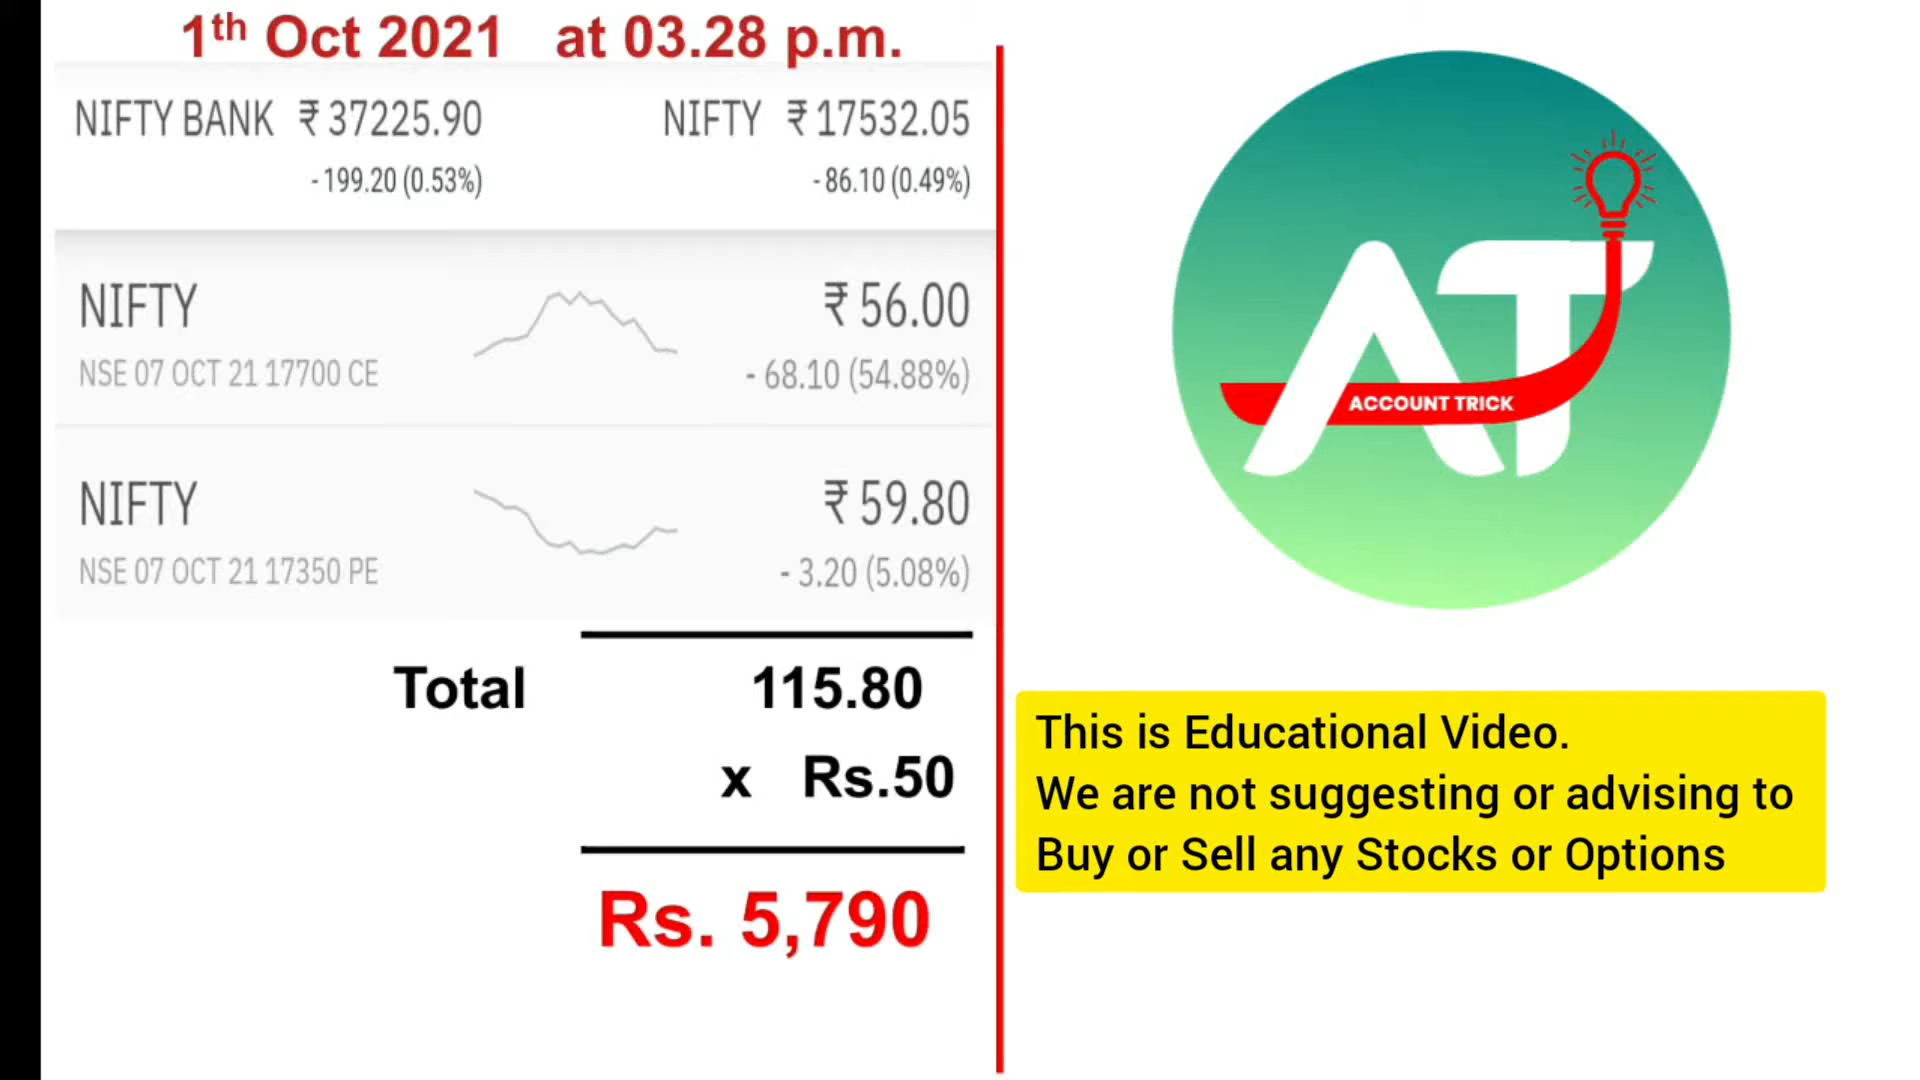 1th Oct 2021 at 03.28 p.m.
NIFTY BANK ₹ 37225.90 NIFTY ₹ 17532.05
- 199.20 (0.53%) - 86.10 (0.49%)
NIFTY ₹ 56.00
NSE 07 OCT 21 17700 CE - 68.10 (54.88%)
NIFTY ₹ 59.80
NSE 07 OCT 21 17350 PE - 3.20 (5.08%)
Total 115.80
x Rs.50
Rs. 5,790
AT
ACCOUNT TRICK
This is Educational Video.
We are not suggesting or advising to
Buy or Sell any Stocks or Options